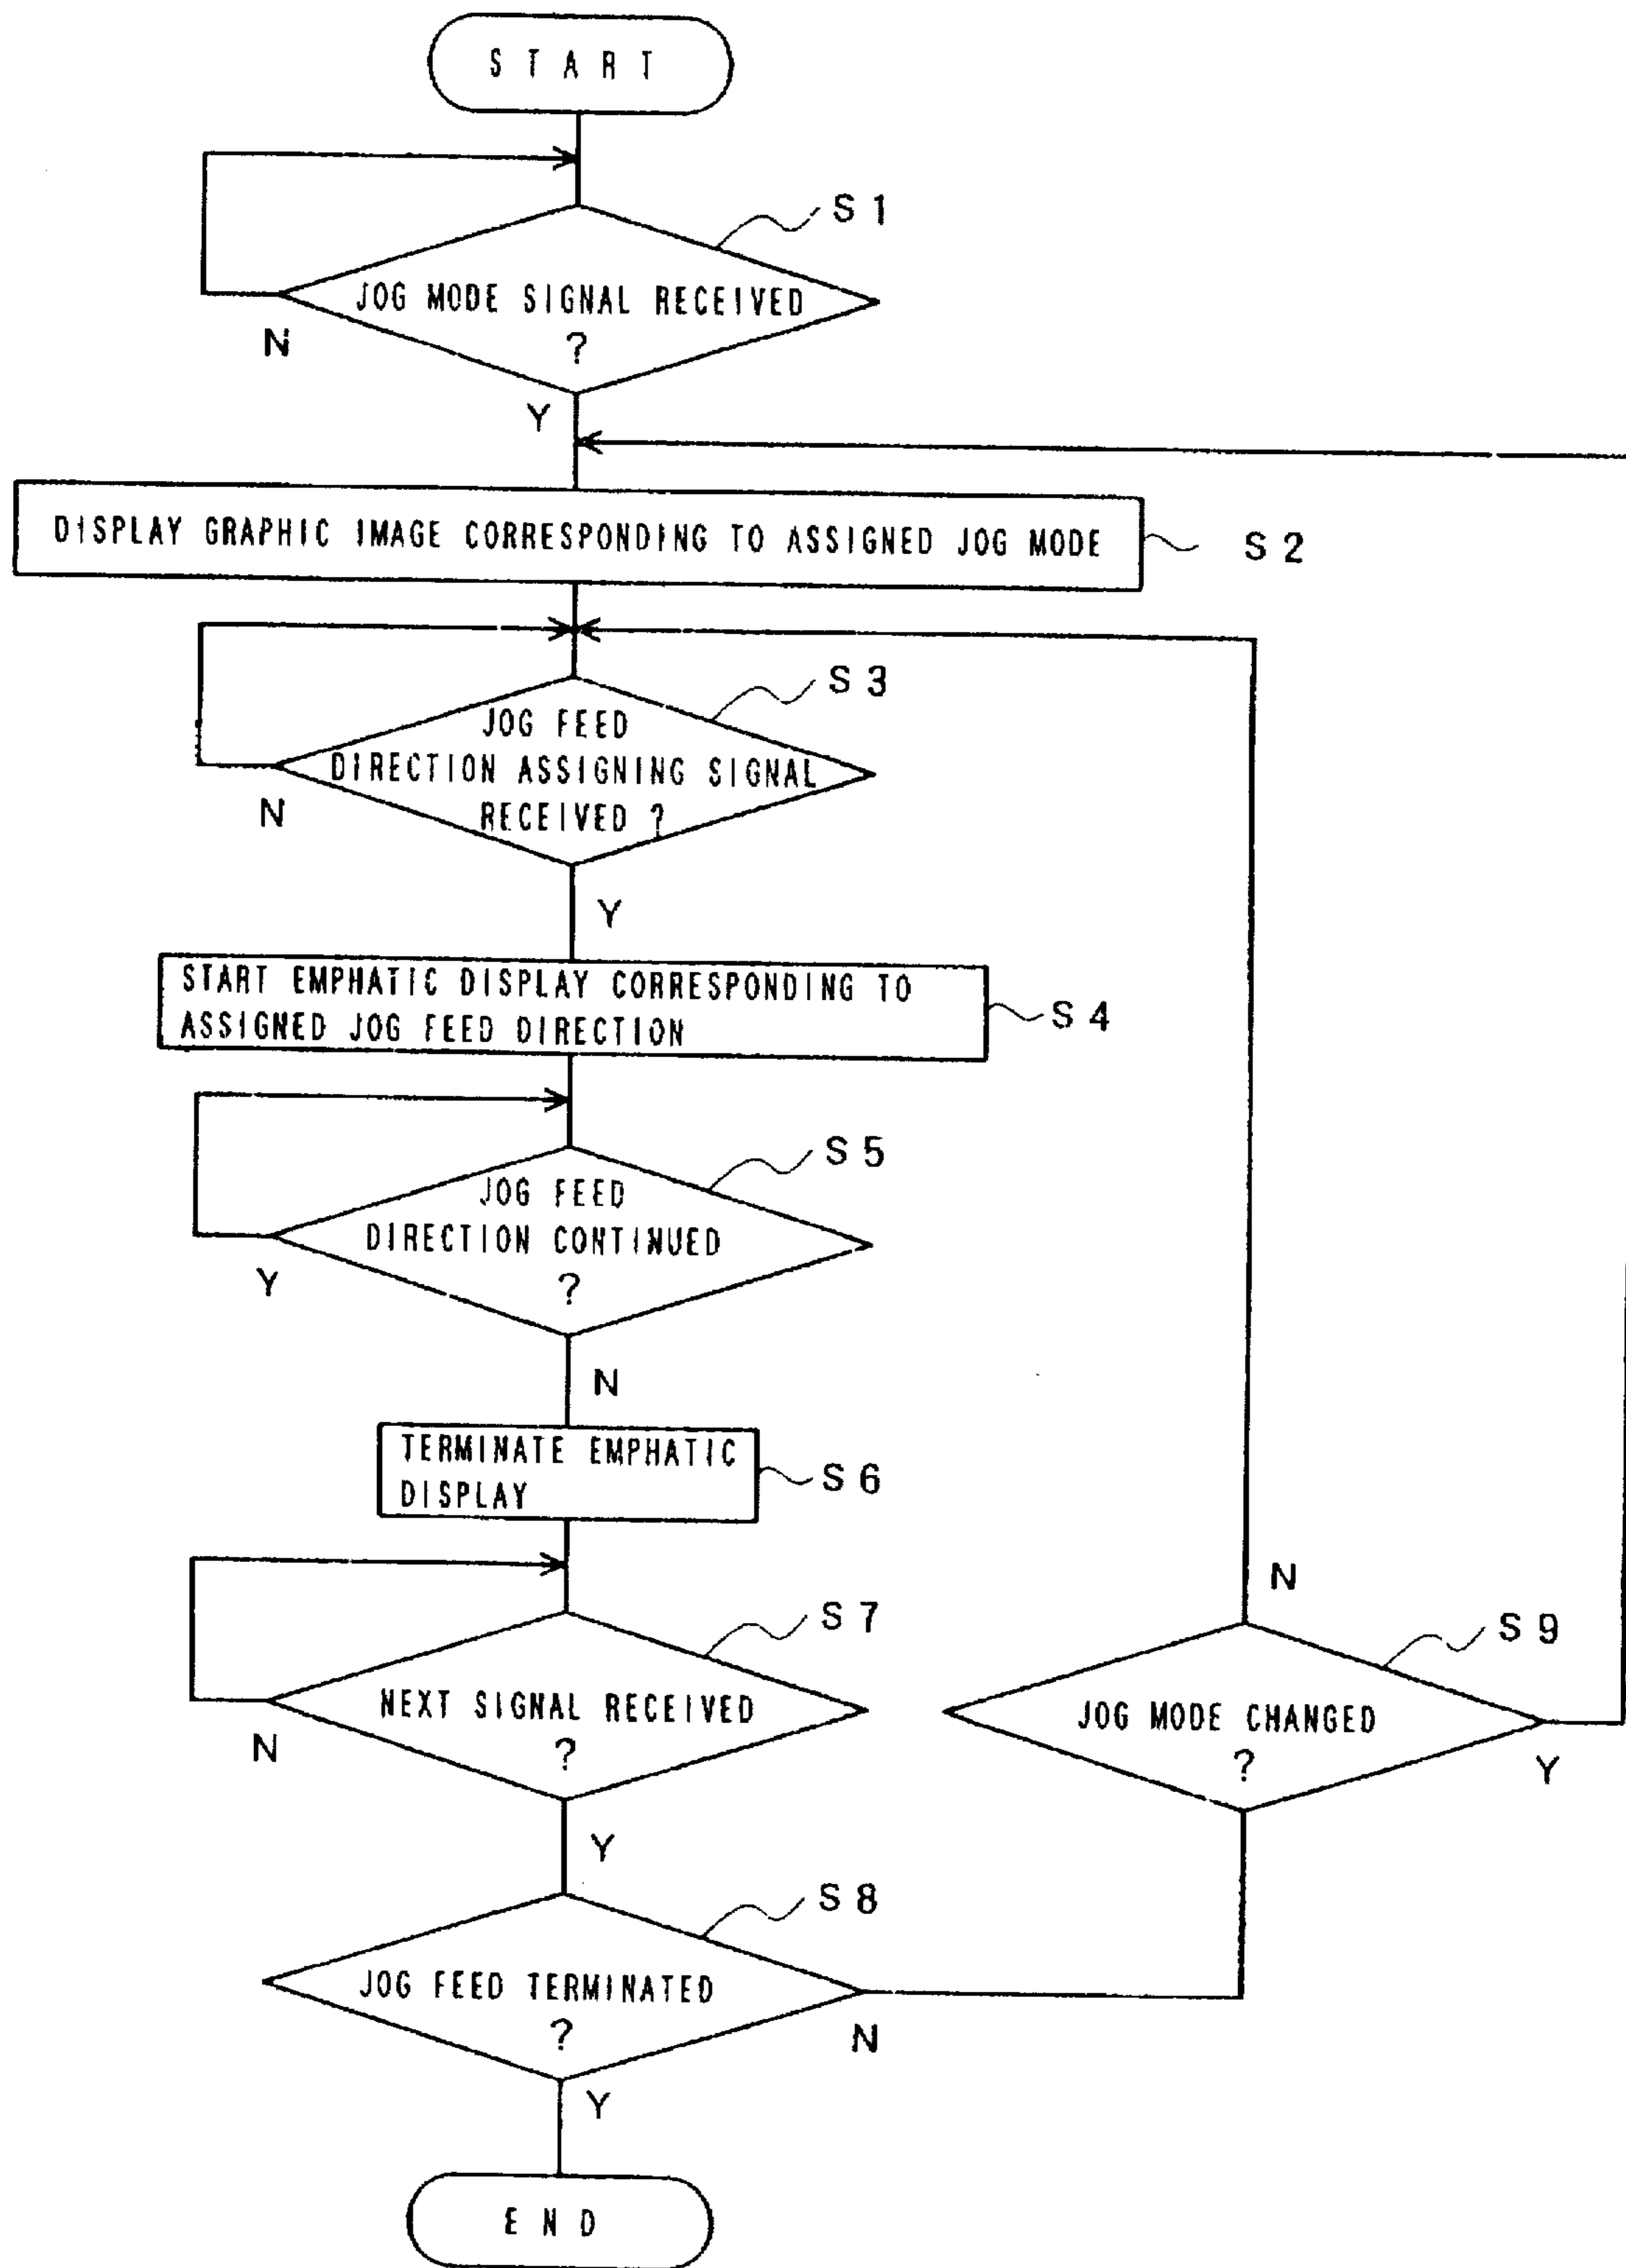 START
S1
JOG MODE SIGNAL RECEIVED
?
N
Y
DISPLAY GRAPHIC IMAGE CORRESPONDING TO ASSIGNED JOG MODE
S2
S3
JOG FEED
DIRECTION ASSIGNING SIGNAL
RECEIVED ?
N
Y
START EMPHATIC DISPLAY CORRESPONDING TO
ASSIGNED JOG FEED DIRECTION
S4
S5
JOG FEED
DIRECTION CONTINUED
?
Y
N
TERMINATE EMPHATIC
DISPLAY
S6
S7
NEXT SIGNAL RECEIVED
?
N
Y
S8
JOG FEED TERMINATED
?
N
Y
N
S9
JOG MODE CHANGED
?
Y
END